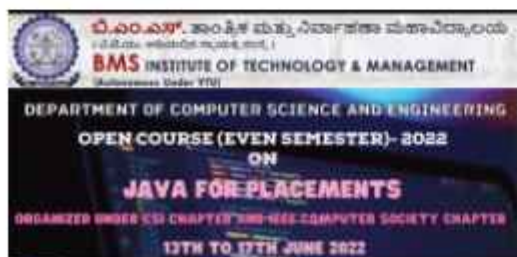 ಬಿ.ಎಂ.ಎಸ್. ತಾಂತ್ರಿಕ ಮತ್ತು ನಿರ್ವಹಣಾ ಮಹಾವಿದ್ಯಾಲಯ
BMS INSTITUTE OF TECHNOLOGY & MANAGEMENT
(Autonomous Under VTU)
DEPARTMENT OF COMPUTER SCIENCE AND ENGINEERING
OPEN COURSE (EVEN SEMESTER)- 2022
ON
JAVA FOR PLACEMENTS
ORGANIZED UNDER CSI CHAPTER AND IEEE COMPUTER SOCIETY CHAPTER
13TH TO 17TH JUNE 2022